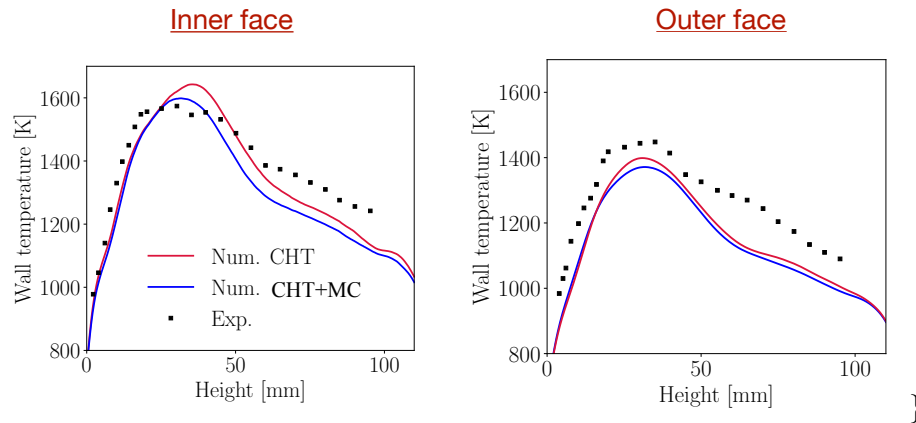 Inner face
Outer face
Wall temperature [K]
1600
1400
1200
1000
800
Num. CHT
Num. CHT+MC
Exp.
0
50
100
Height [mm]
Wall temperature [K]
1600
1400
1200
1000
800
0
50
100
Height [mm]
}